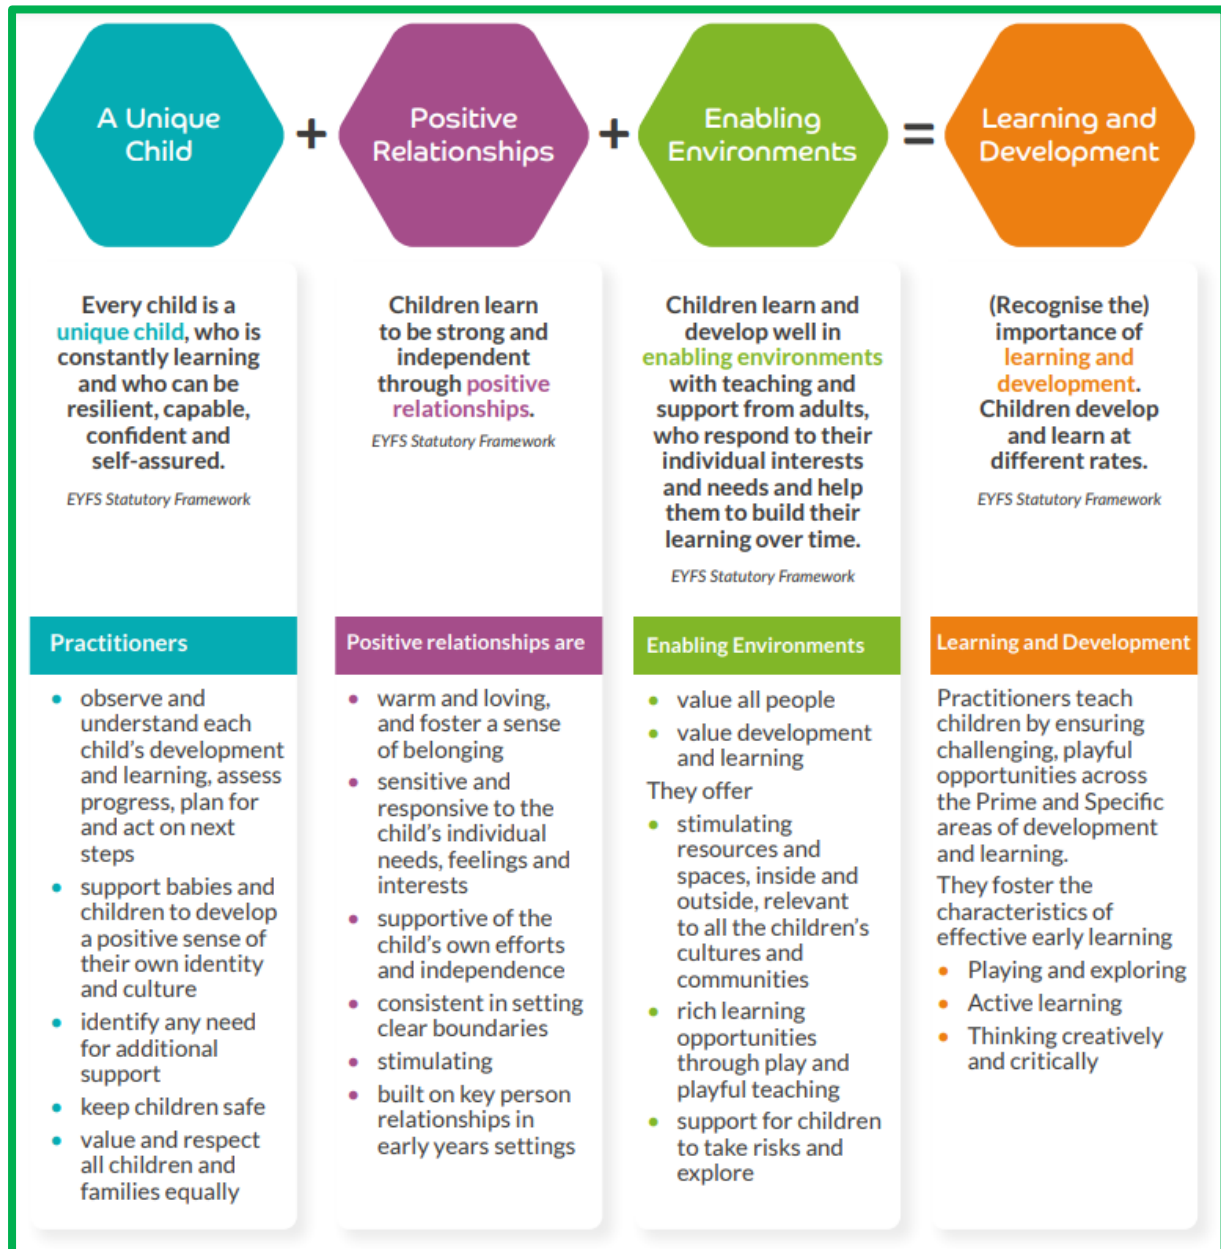 A Unique
Child
+
Positive
Relationships
+
Enabling
Environments
=
Learning and
Development
Every child is a
unique child, who is
constantly learning
and who can be
resilient, capable,
confident and
self-assured.
EYFS Statutory Framework
Children learn
to be strong and
independent
through positive
relationships.
EYFS Statutory Framework
Children learn and
develop well in
enabling environments
with teaching and
support from adults,
who respond to their
individual interests
and needs and help
them to build their
learning over time.
EYFS Statutory Framework
(Recognise the)
importance of
learning and
development.
Children develop
and learn at
different rates.
EYFS Statutory Framework
Practitioners
• observe and
understand each
child's development
and learning, assess
progress, plan for
and act on next
steps
• support babies and
children to develop
a positive sense of
their own identity
and culture
• identify any need
for additional
support
• keep children safe
• value and respect
all children and
families equally
Positive relationships are
• warm and loving,
and foster a sense
of belonging
• sensitive and
responsive to the
child's individual
needs, feelings and
interests
• supportive of the
child's own efforts
and independence
• consistent in setting
clear boundaries
• stimulating
• built on key person
relationships in
early years settings
Enabling Environments
• value all people
• value development
and learning
They offer
• stimulating
resources and
spaces, inside and
outside, relevant
to all the children's
cultures and
communities
• rich learning
opportunities
through play and
playful teaching
• support for children
to take risks and
explore
Learning and Development
Practitioners teach
children by ensuring
challenging, playful
opportunities across
the Prime and Specific
areas of development
and learning.
They foster the
characteristics of
effective early learning
• Playing and exploring
• Active learning
• Thinking creatively
and critically